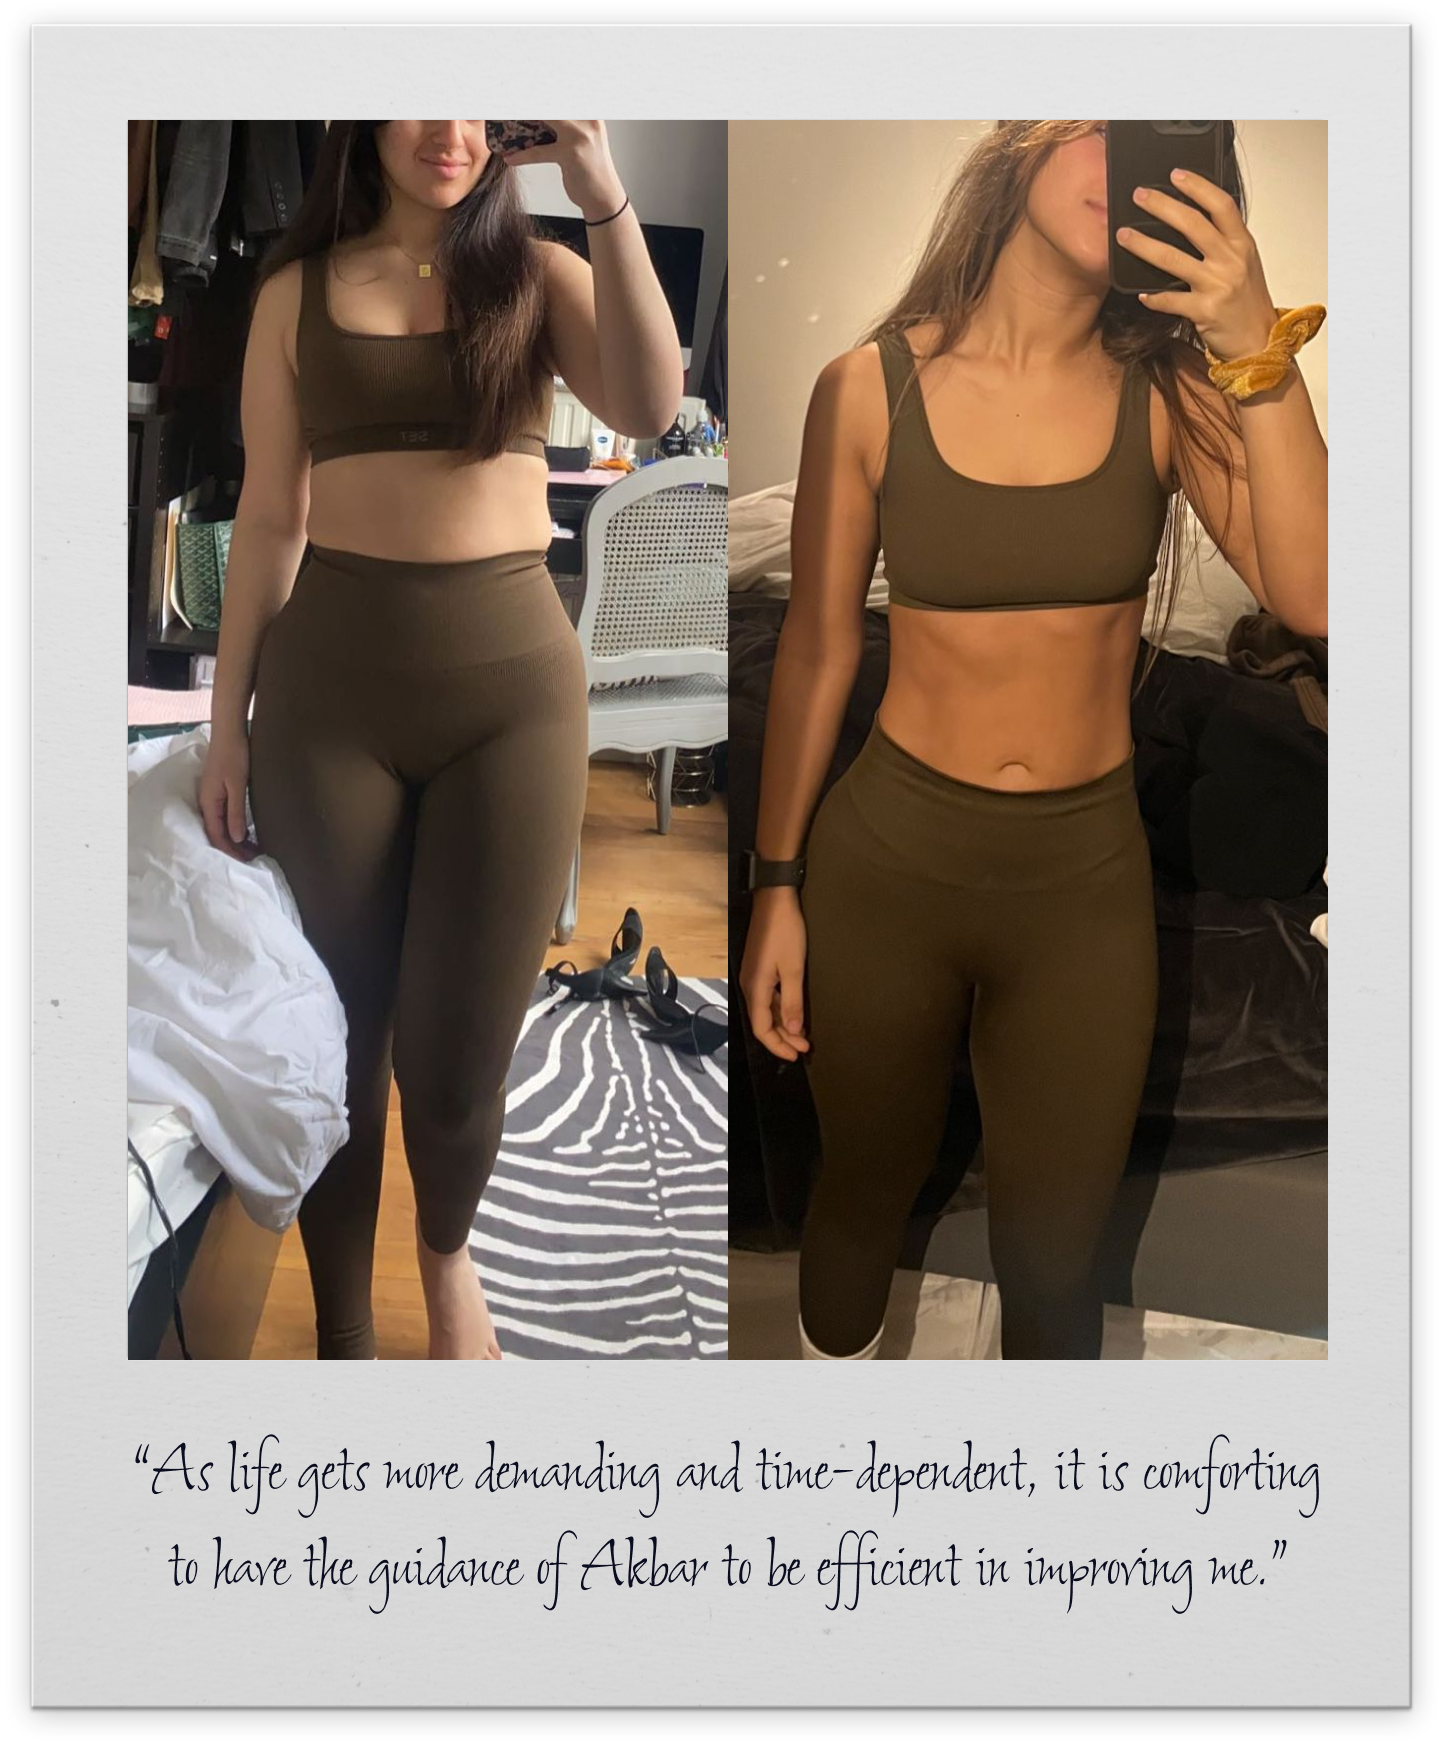 SET
“As life gets more demanding and time-dependent, it is comforting
to have the guidance of Akbar to be efficient in improving me.”